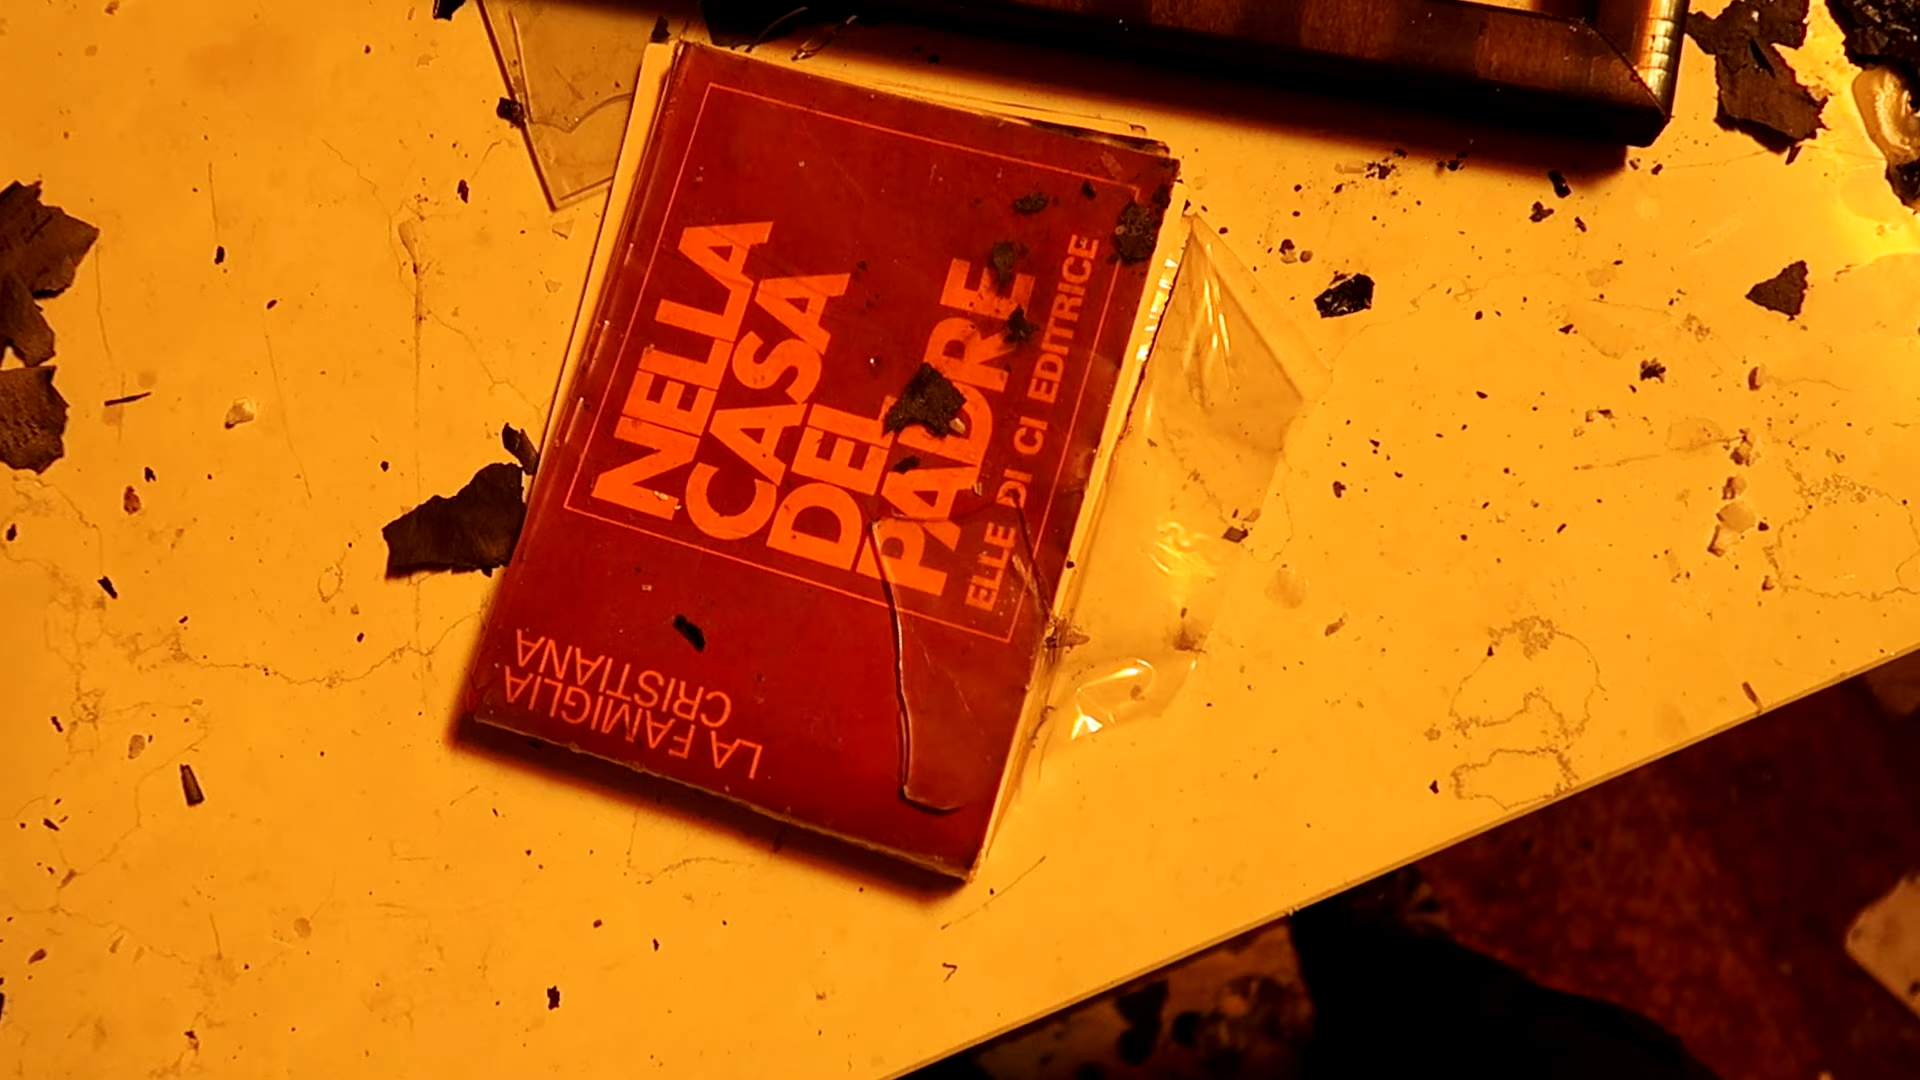 NELLA
CASA
DEL
PADRE
ELLE DI CI EDITRICE
LA FAMIGLIA
CRISTIANA